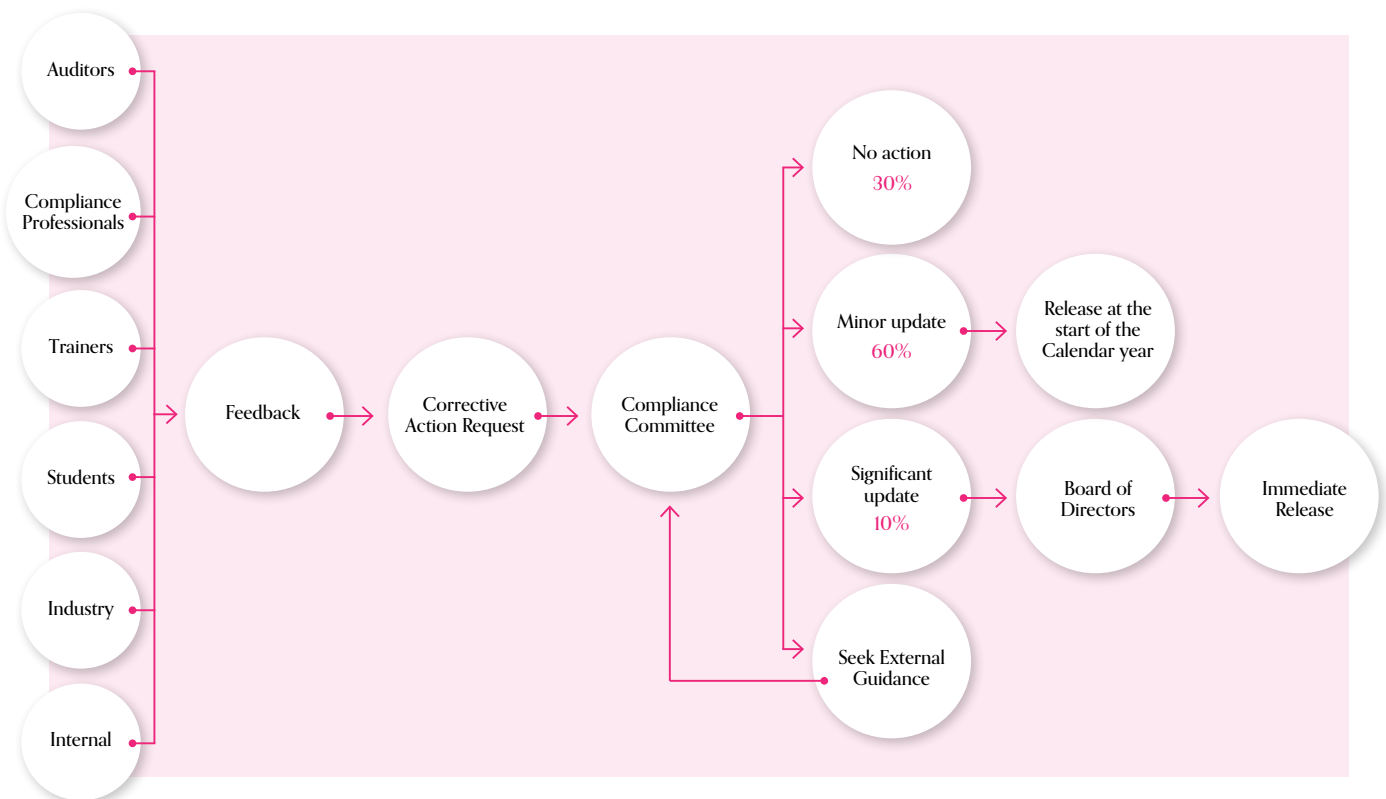 Auditors
Compliance
Professionals
Trainers
Students
Industry
Internal
Feedback
Corrective
Action Request
Compliance
Committee
No action
30%
Minor update
60%
Significant
update
10%
Seek External
Guidance
Release at the
start of the
Calendar year
Board of
Directors
Immediate
Release